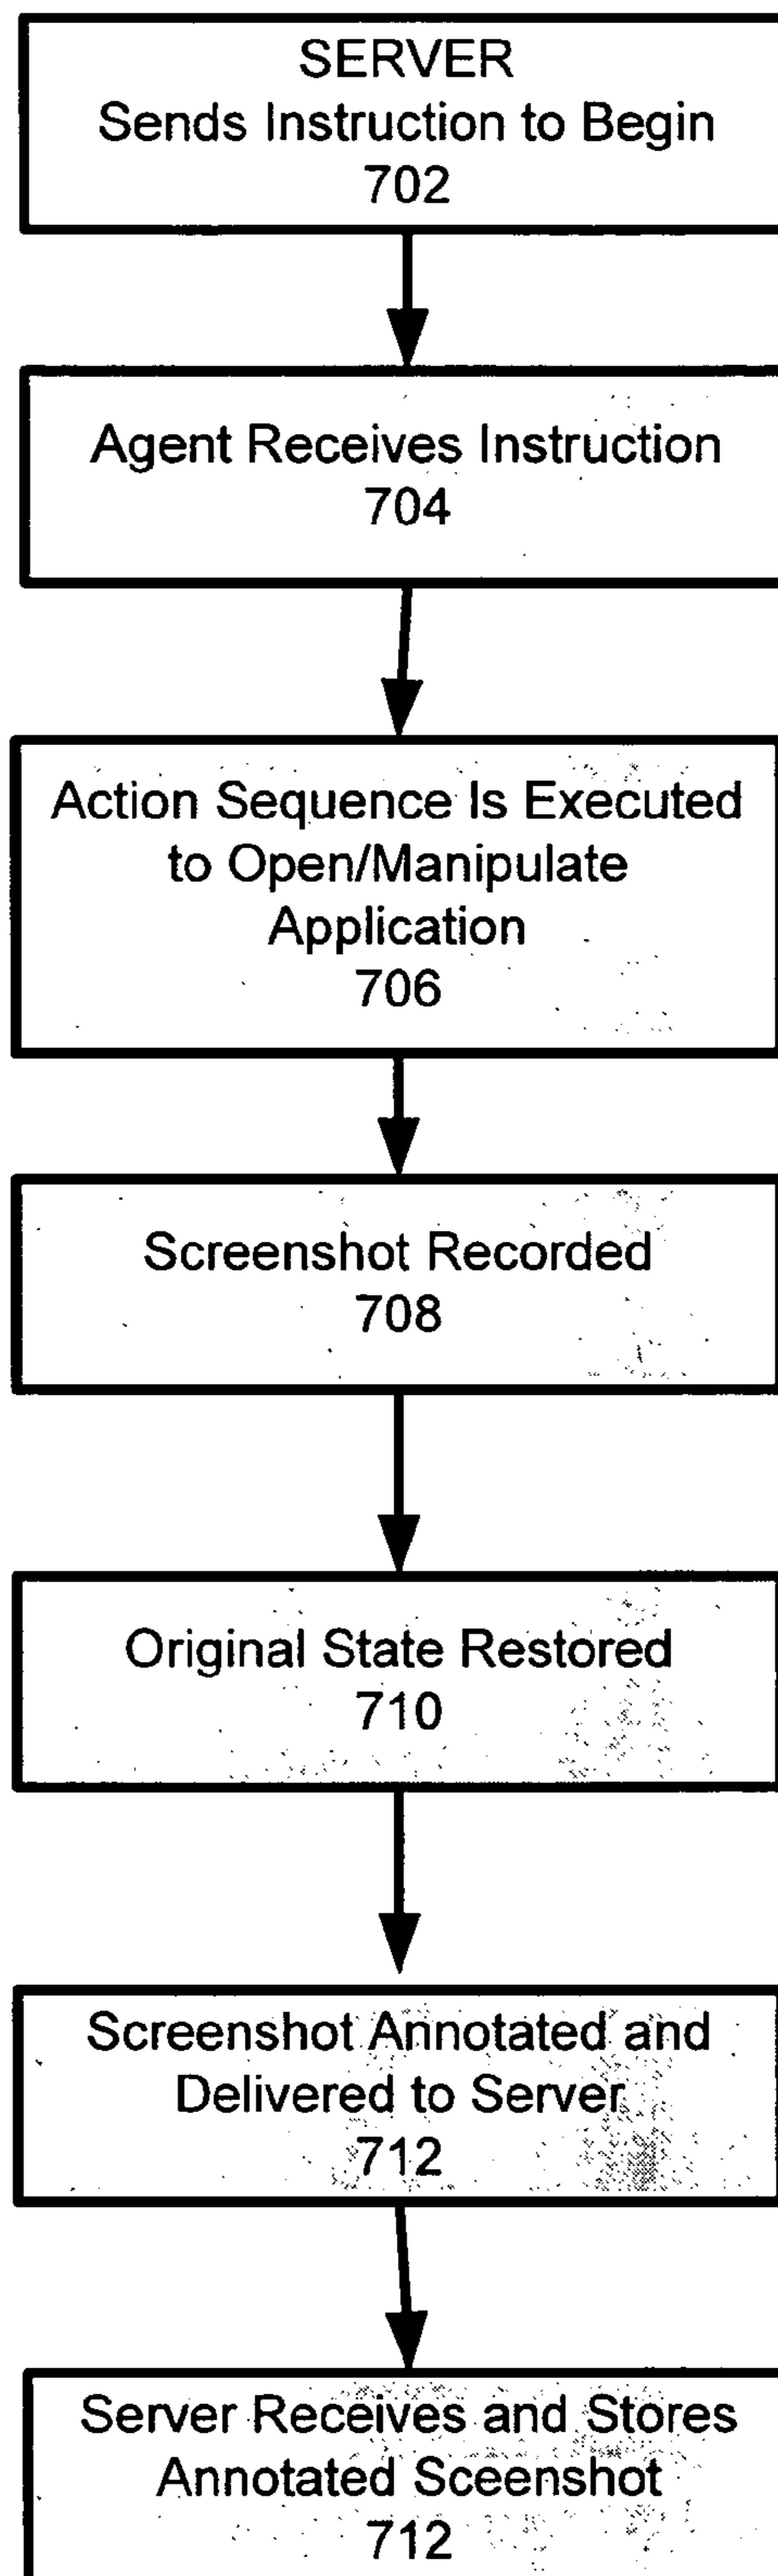 SERVER
Sends Instruction to Begin
702
Agent Receives Instruction
704
Action Sequence Is Executed
to Open/Manipulate
Application
706
Screenshot Recorded
708
Original State Restored
710
Screenshot Annotated and
Delivered to Server
712
Server Receives and Stores
Annotated Sceenshot
712